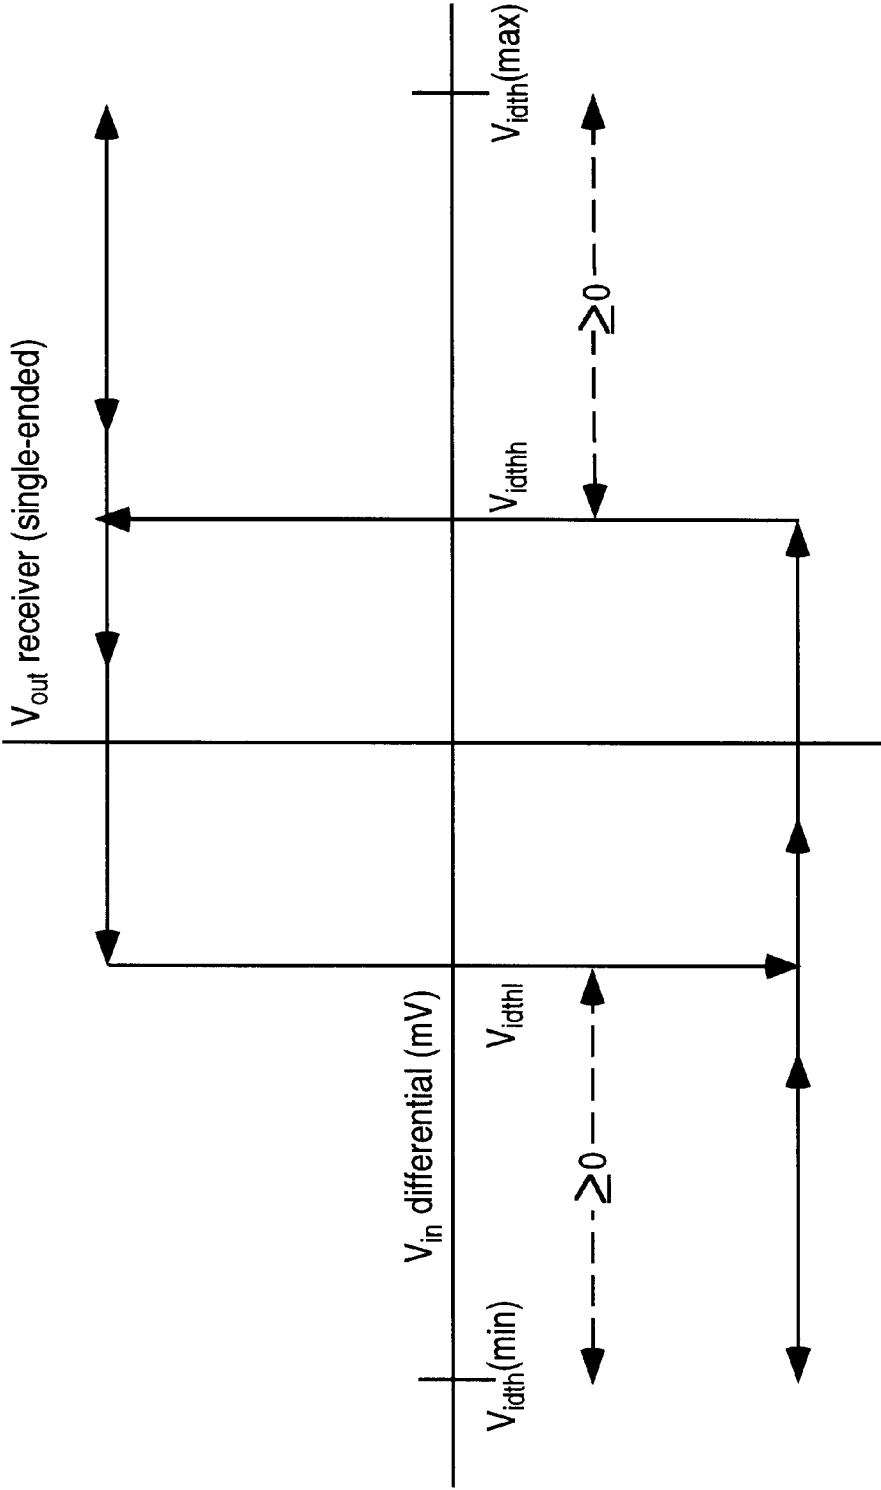 V_out receiver (single-ended)
V_in differential (mV)
V_idth(min)
V_idthl
V_idthh
V_idth(max)
≥0
≥0